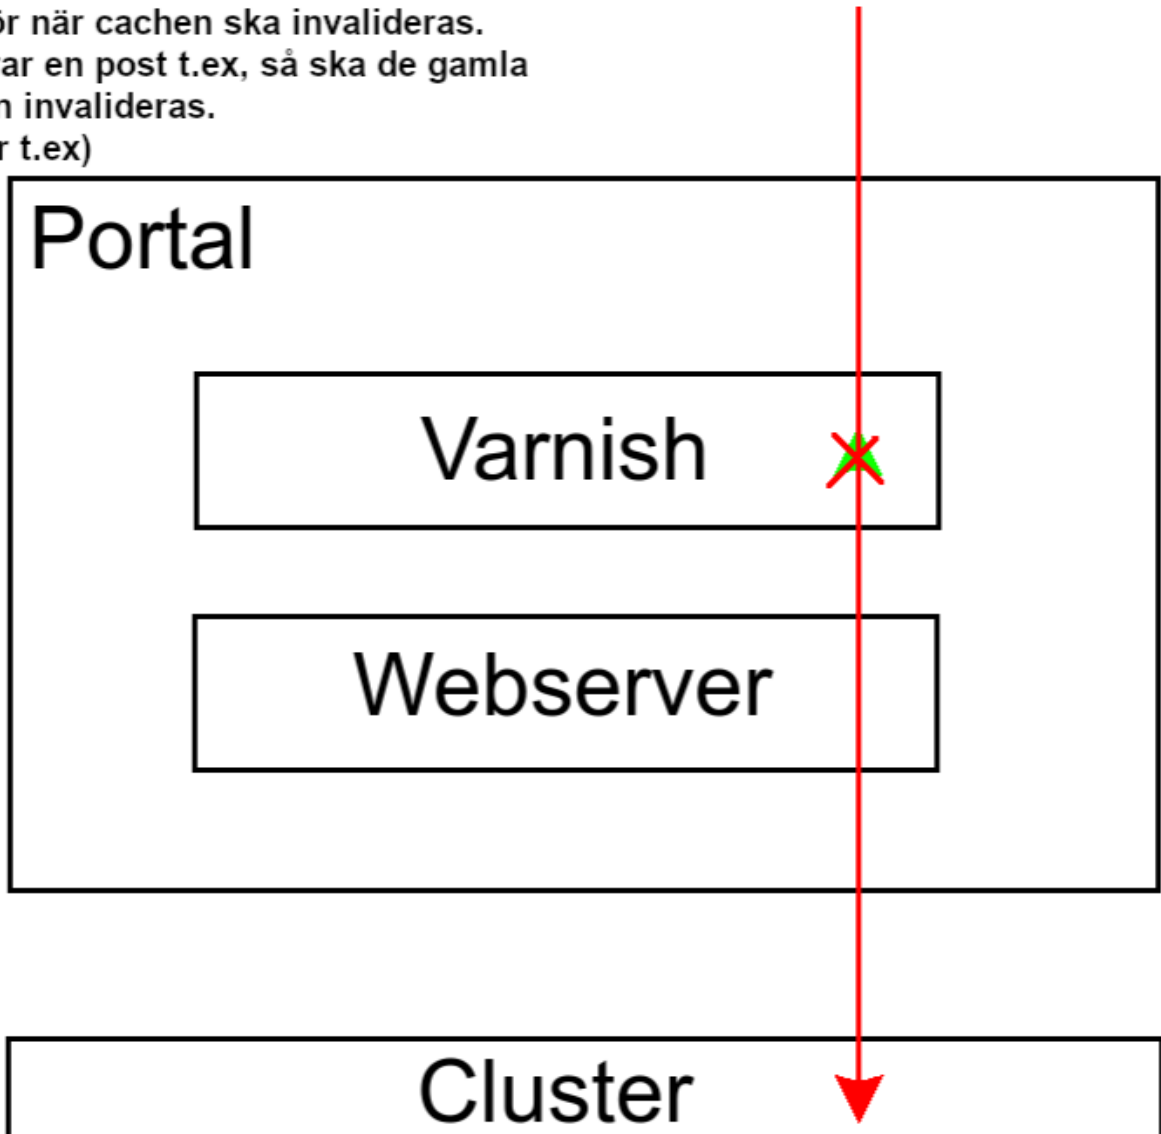 ör när cachen ska invalideras.
ar en post t.ex, så ska de gamla
invalideras.
t.ex)
Portal
Varnish
Webserver
Cluster